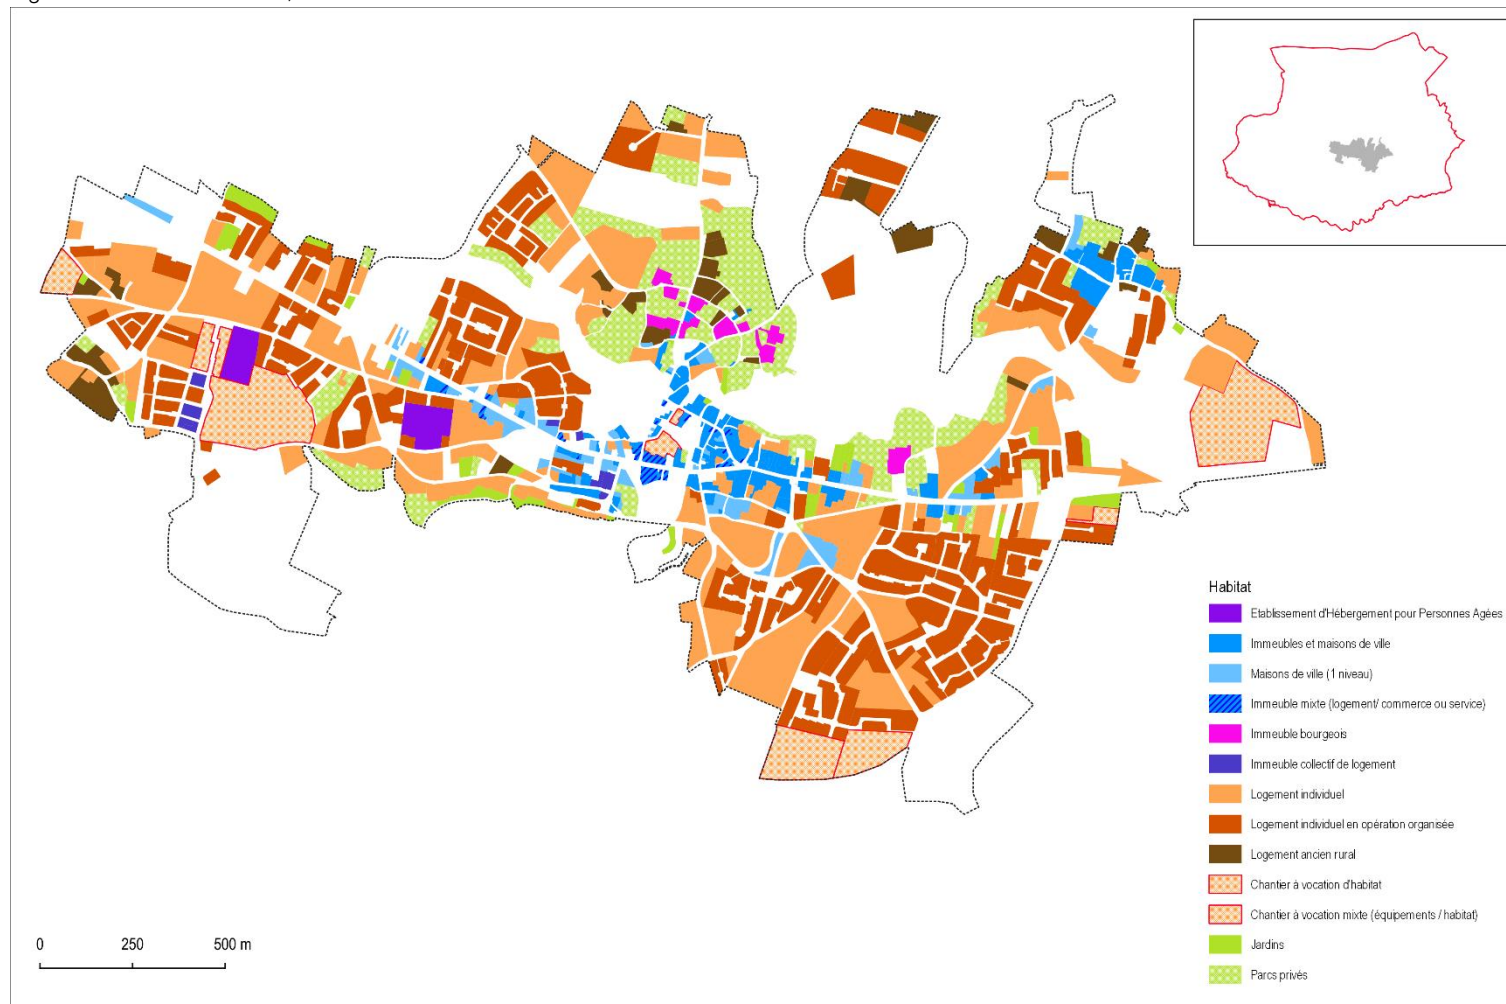 Habitat
Etablissement d'Hébergement pour Personnes Agées
Immeubles et maisons de ville
Maisons de ville (1 niveau)
Immeuble mixte (logement/ commerce ou service)
Immeuble bourgeois
Immeuble collectif de logement
Logement individuel
Logement individuel en opération organisée
Logement ancien rural
Chantier à vocation d'habitat
Chantier à vocation mixte (équipements / habitat)
Jardins
Parcs privés
0 250 500 m